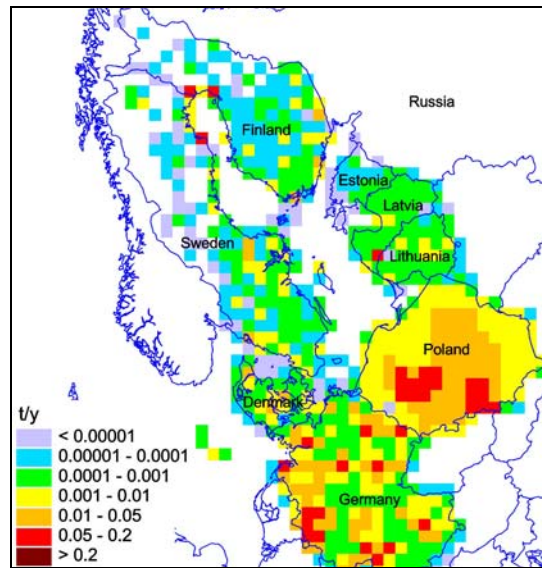 Russia
Finland
Estonia
Latvia
Sweden
Lithuania
Poland
Denmark
Germany
t/y
< 0.00001
0.00001 - 0.0001
0.0001 - 0.001
0.001 - 0.01
0.01 - 0.05
0.05 - 0.2
> 0.2